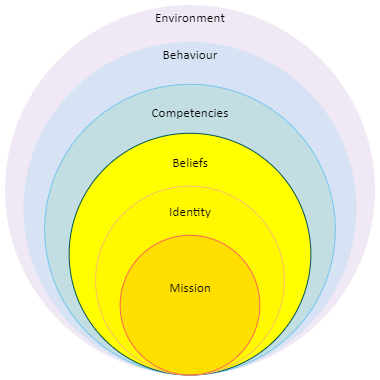 Environment
Behaviour
Competencies
Beliefs
Identity
Mission